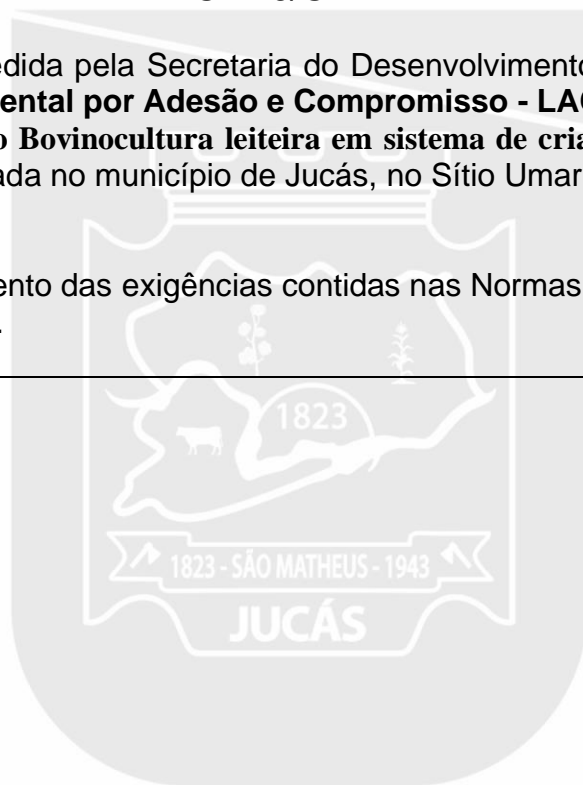 edida pela Secretaria do Desenvolvimento
ental por Adesão e Compromisso - LAC
o Bovinocultura leiteira em sistema de cria
ada no município de Jucás, no Sítio Umar
ento das exigências contidas nas Normas
.
1823
1823 - SÃO MATHEUS - 1943
JUCÁS